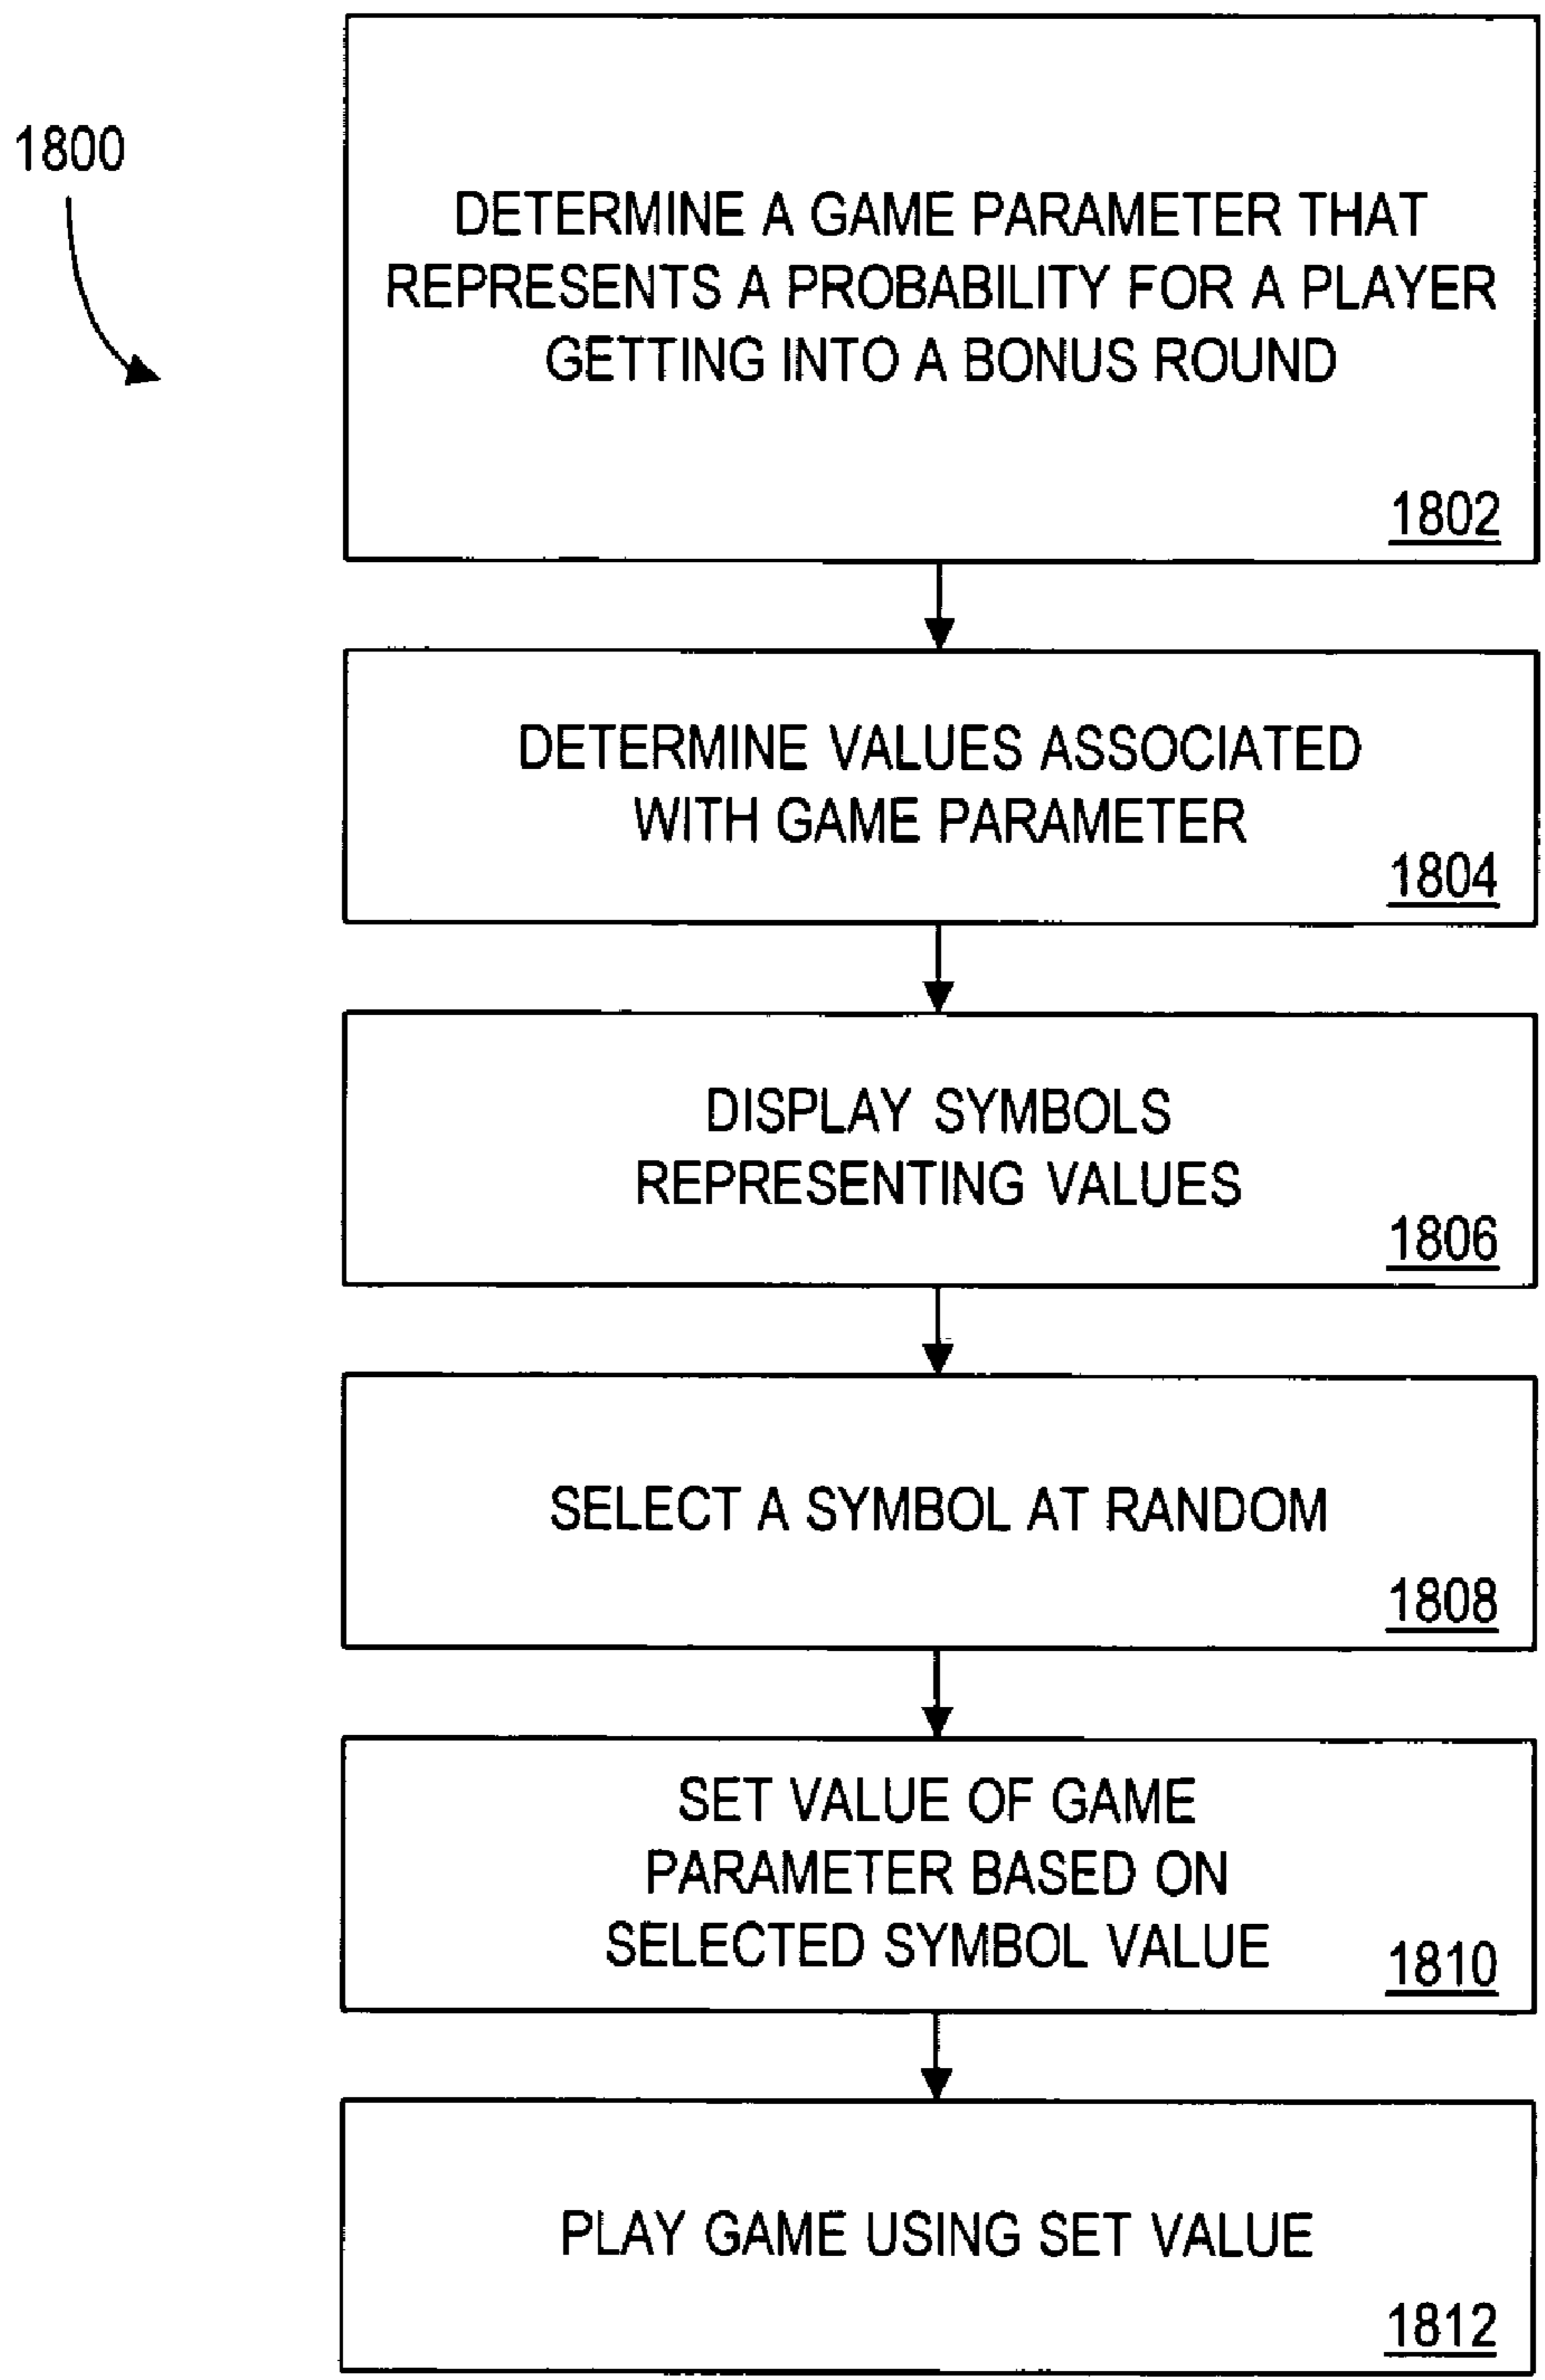 1800
DETERMINE A GAME PARAMETER THAT
REPRESENTS A PROBABILITY FOR A PLAYER
GETTING INTO A BONUS ROUND
1802
DETERMINE VALUES ASSOCIATED
WITH GAME PARAMETER
1804
DISPLAY SYMBOLS
REPRESENTING VALUES
1806
SELECT A SYMBOL AT RANDOM
1808
SET VALUE OF GAME
PARAMETER BASED ON
SELECTED SYMBOL VALUE
1810
PLAY GAME USING SET VALUE
1812